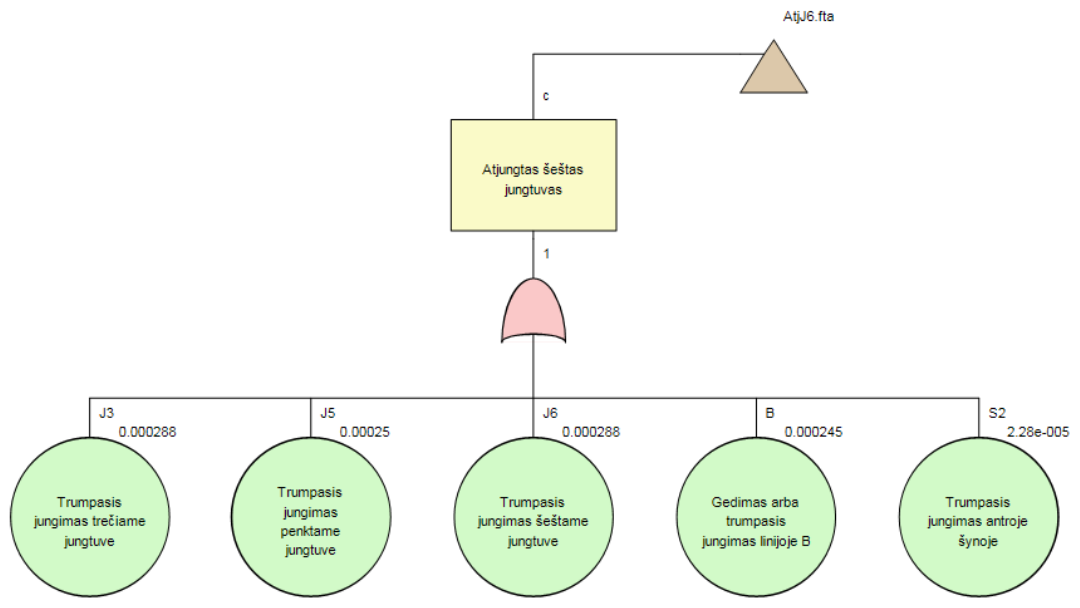 AtjJ6.fta
c
Atjungtas šeštas
jungtuvas
1
J3
0.000288
J5
0.00025
J6
0.000288
B
0.000245
S2
2.28e-005
Trumpasis
jungimas trečiame
jungtuve
Trumpasis
jungimas
penktame
jungtuve
Trumpasis
jungimas šeštame
jungtuve
Gedimas arba
trumpasis
jungimas linijoje B
Trumpasis
jungimas antroje
šynoje